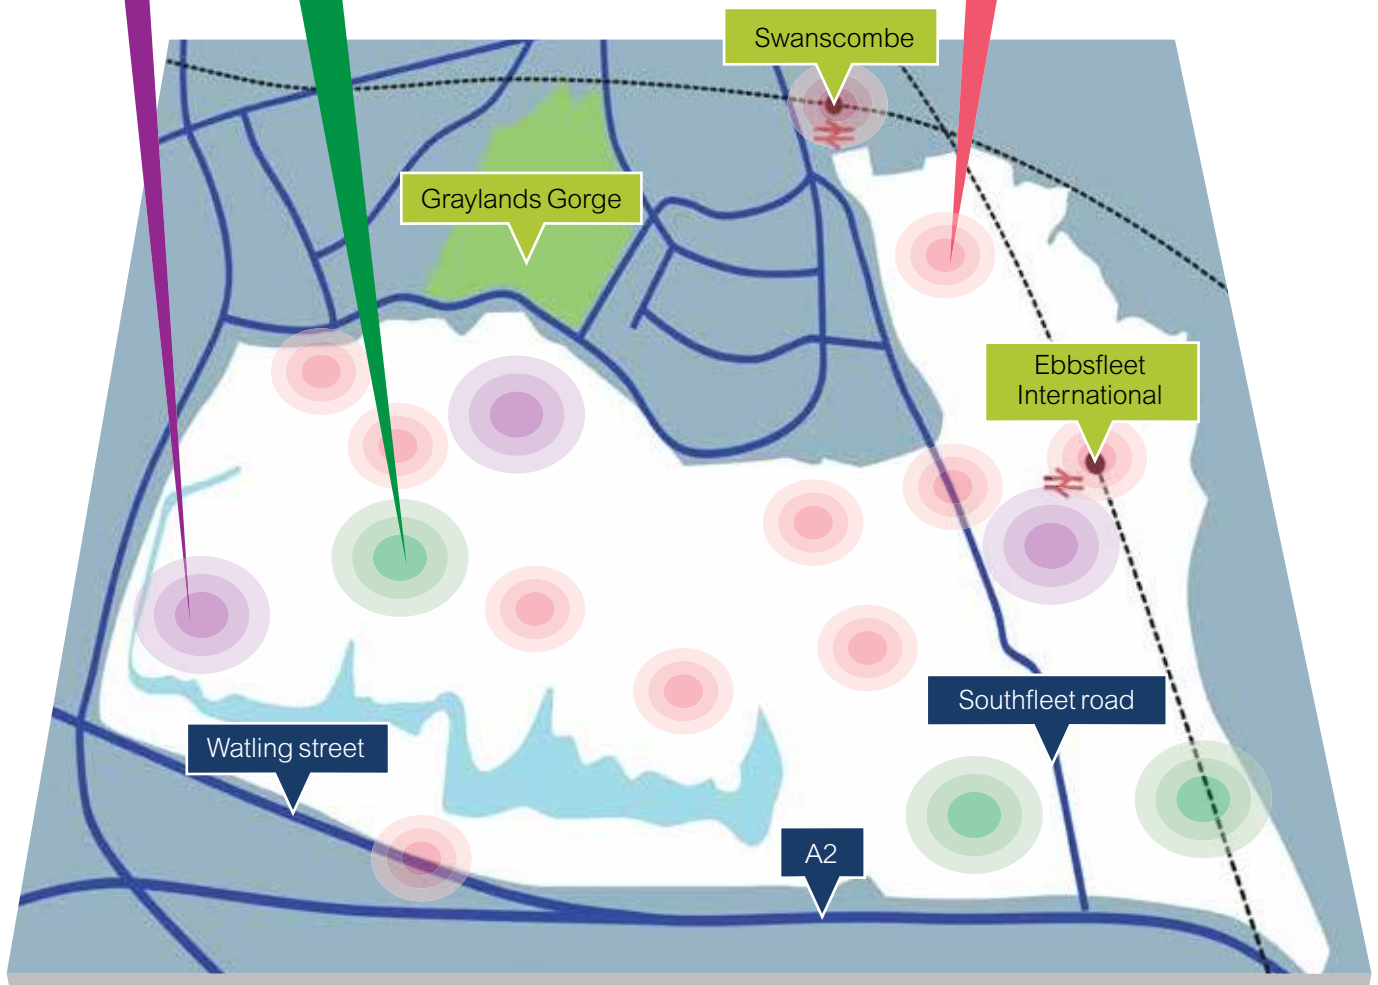 Swanscombe
Graylands Gorge
Ebbsfleet
International
Southfleet road
Watling street
A2